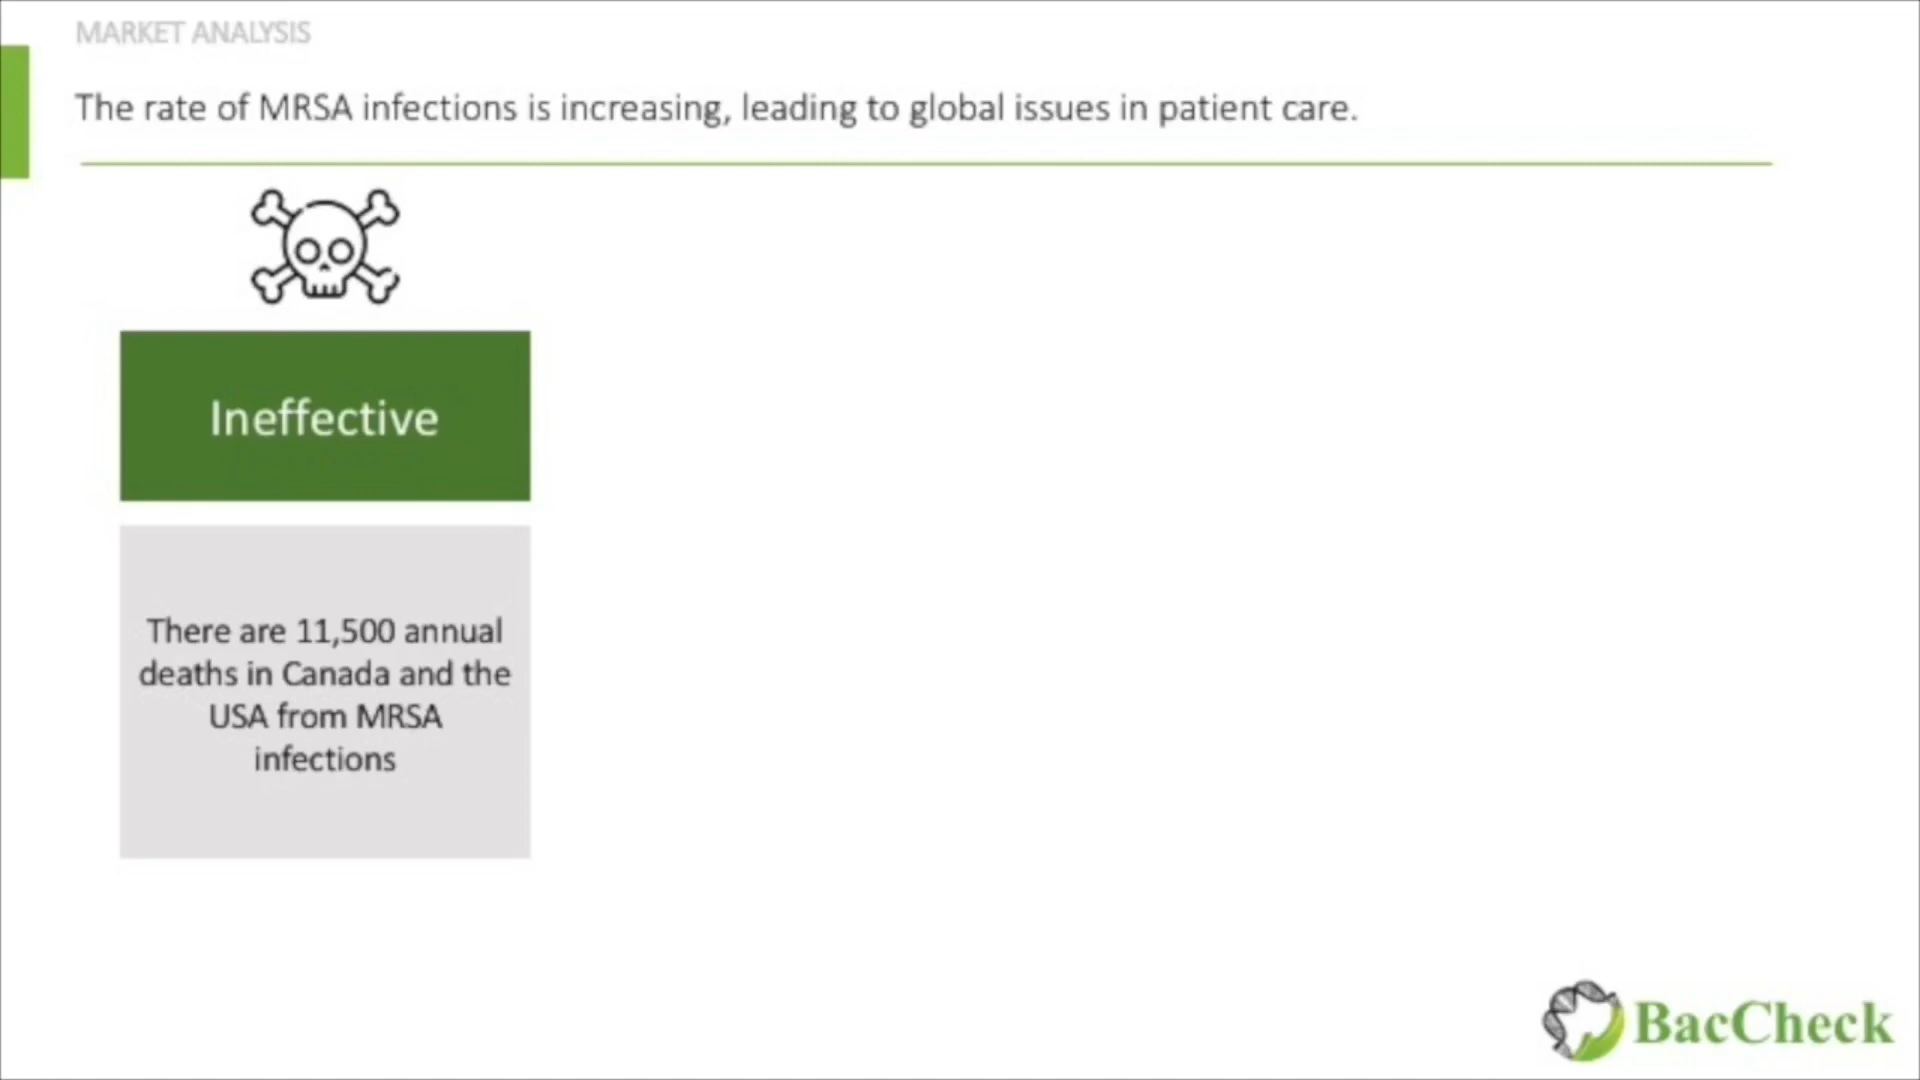 MARKET ANALYSIS
The rate of MRSA infections is increasing, leading to global issues in patient care.
Ineffective
There are 11,500 annual
deaths in Canada and the
USA from MRSA
infections
BacCheck